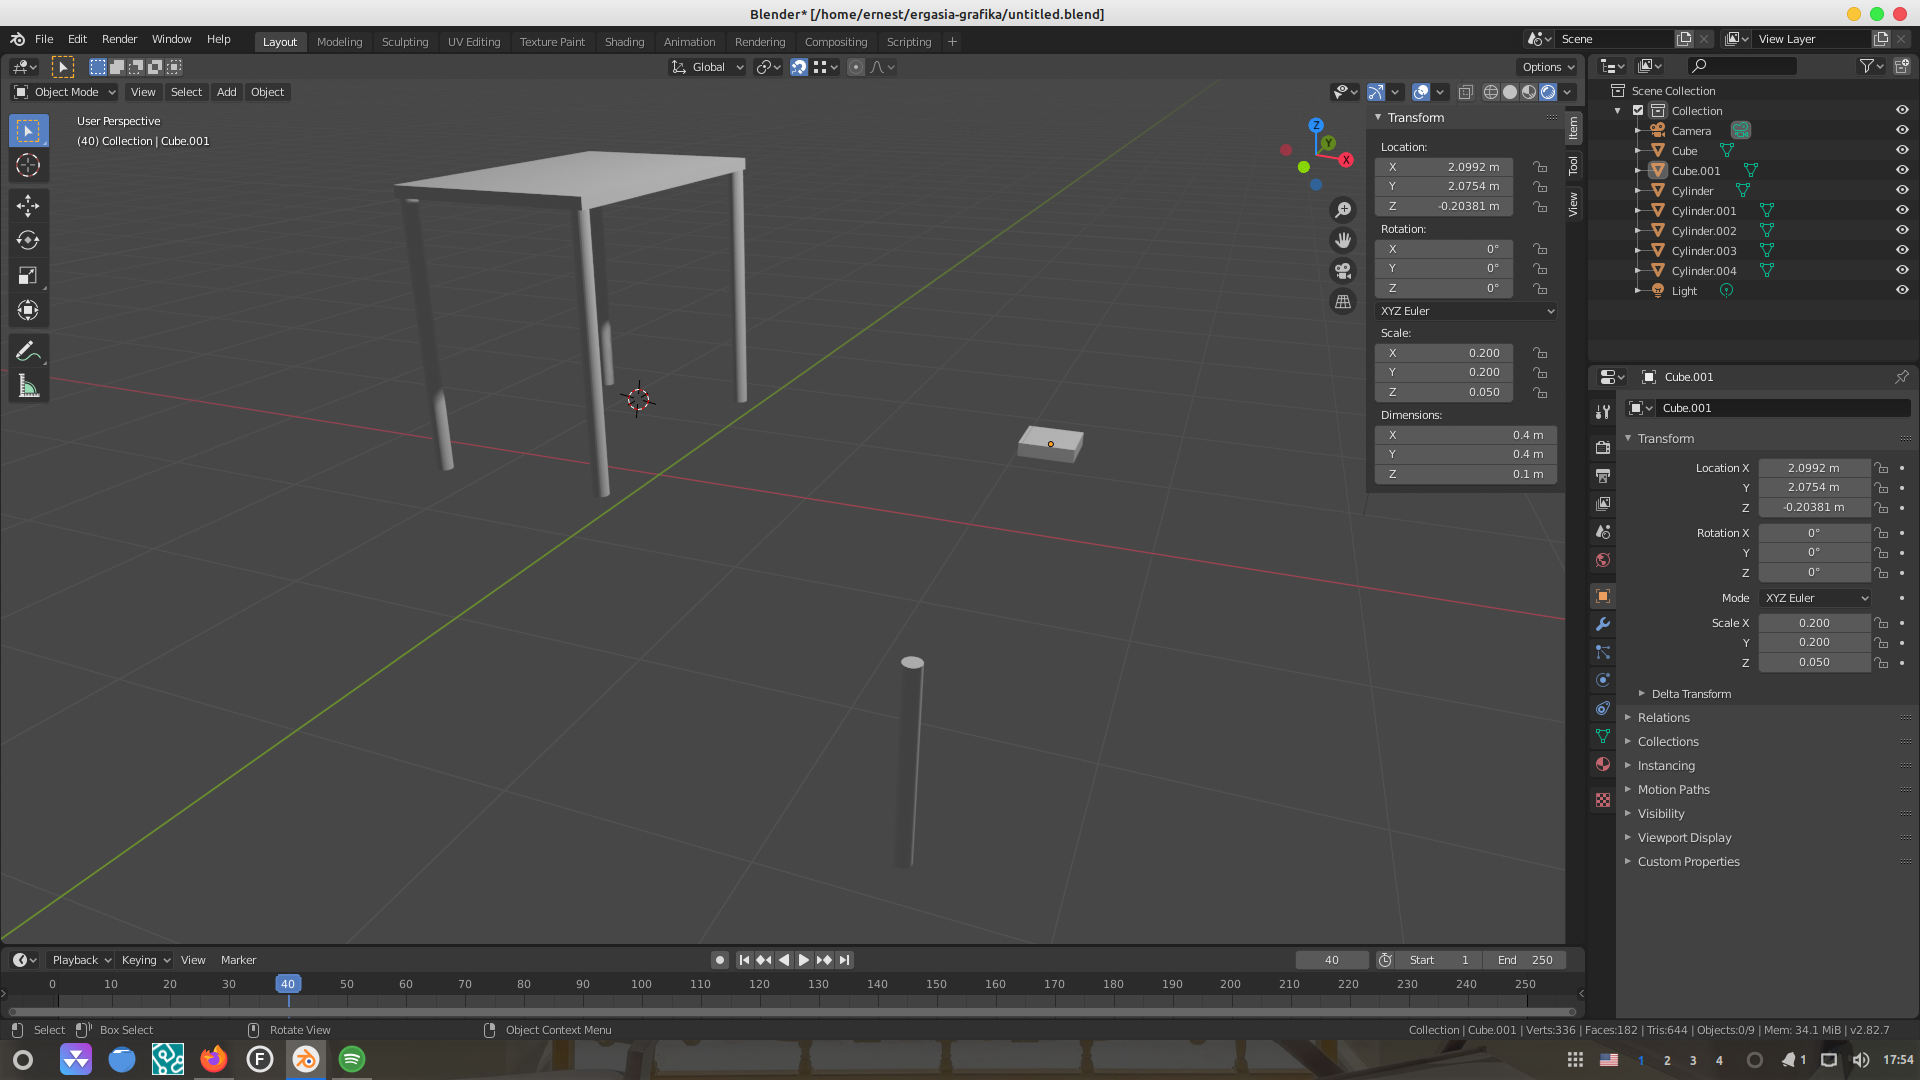 Blender* [/home/ernest/ergasia-grafika/untitled.blend]
File Edit Render Window Help Layout Modeling Sculpting UV Editing Texture Paint Shading Animation Rendering Compositing Scripting + Scene View Layer
Global Options
Object Mode View Select Add Object
User Perspective
(40) Collection | Cube.001
Z
Y
X
Transform
Location:
X 2.0992 m
Y 2.0754 m
Z -0.20381 m
Rotation:
X 0°
Y 0°
Z 0°
XYZ Euler
Scale:
X 0.200
Y 0.200
Z 0.050
Dimensions:
X 0.4 m
Y 0.4 m
Z 0.1 m
Item
Tool
View
Scene Collection
Collection
Camera
Cube
Cube.001
Cylinder
Cylinder.001
Cylinder.002
Cylinder.003
Cylinder.004
Light
Cube.001
Cube.001
Transform
Location X 2.0992 m
Y 2.0754 m
Z -0.20381 m
Rotation X 0°
Y 0°
Z 0°
Mode XYZ Euler
Scale X 0.200
Y 0.200
Z 0.050
Delta Transform
Relations
Collections
Instancing
Motion Paths
Visibility
Viewport Display
Custom Properties
Playback Keying View Marker 40 Start 1 End 250
0 10 20 30 40 50 60 70 80 90 100 110 120 130 140 150 160 170 180 190 200 210 220 230 240 250
Select Box Select Rotate View Object Context Menu Collection | Cube.001 | Verts:336 | Faces:182 | Tris:644 | Objects:0/9 | Mem: 34.1 MiB | v2.82.7
F 1 2 3 4 1 17:54